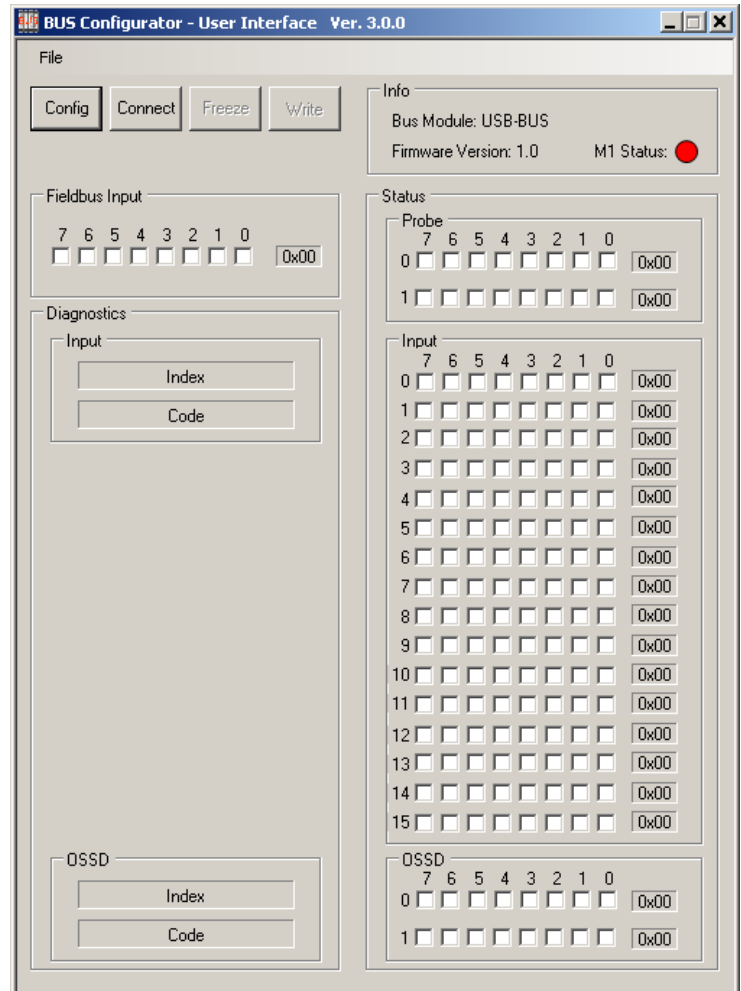 BUS Configurator - User Interface Ver. 3.0.0
File
Config Connect Freeze Write
Info
Bus Module: USB-BUS
Firmware Version: 1.0 M1 Status:
Fieldbus Input
7 6 5 4 3 2 1 0
0x00
Diagnostics
Input
Index
Code
OSSD
Index
Code
Status
Probe
7 6 5 4 3 2 1 0
0 0x00
1 0x00
Input
7 6 5 4 3 2 1 0
0 0x00
1 0x00
2 0x00
3 0x00
4 0x00
5 0x00
6 0x00
7 0x00
8 0x00
9 0x00
10 0x00
11 0x00
12 0x00
13 0x00
14 0x00
15 0x00
OSSD
7 6 5 4 3 2 1 0
0 0x00
1 0x00